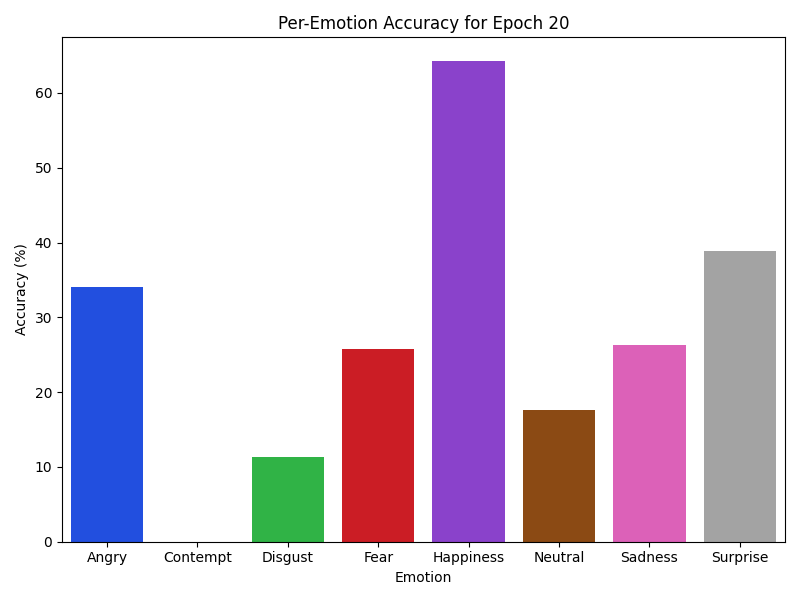 Per-Emotion Accuracy for Epoch 20
Accuracy (%)
60
50
40
30
20
10
0
Angry Contempt Disgust Fear Happiness Neutral Sadness Surprise
Emotion